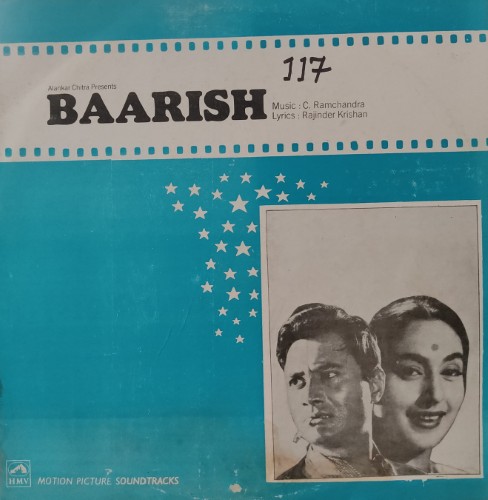 117
Alankar Chitra Presents
BAARISH
Music : C. Ramchandra
Lyrics : Rajinder Krishan
HMV
MOTION PICTURE SOUNDTRACKS